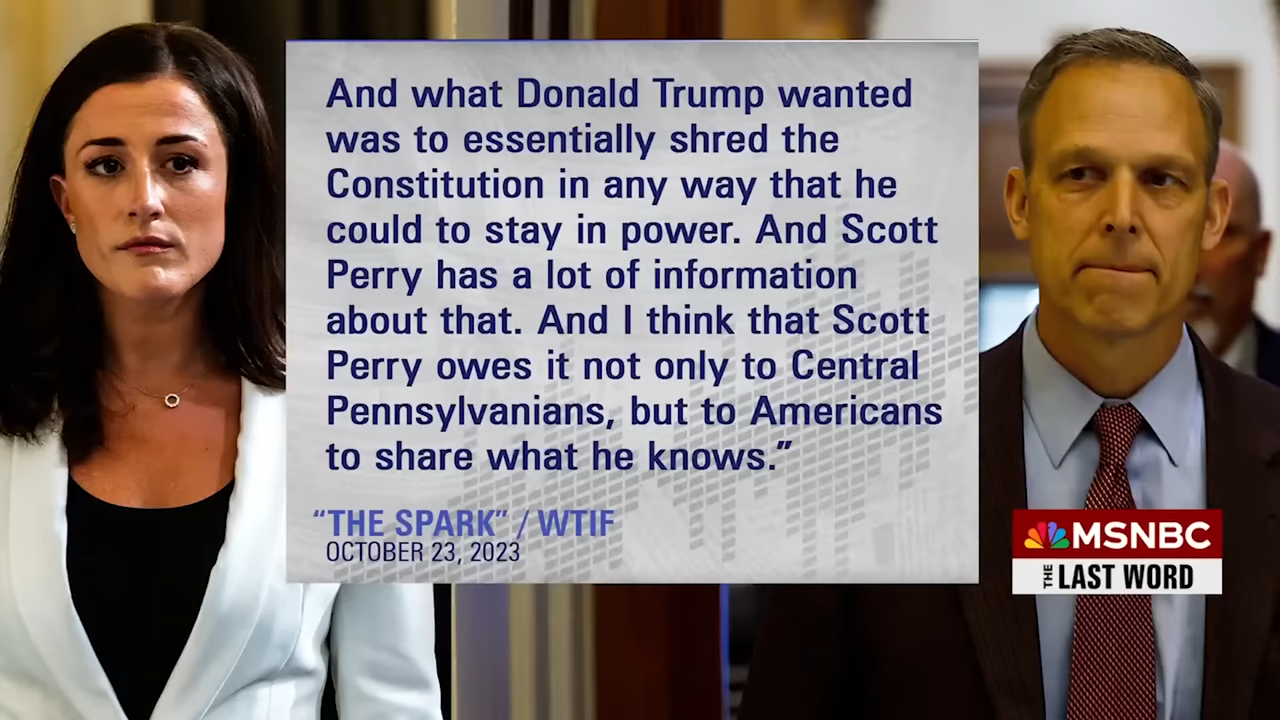 And what Donald Trump wanted
was to essentially shred the
Constitution in any way that he
could to stay in power. And Scott
Perry has a lot of information
about that. And I think that Scott
Perry owes it not only to Central
Pennsylvanians, but to Americans
to share what he knows.”
“THE SPARK” / WTIF
OCTOBER 23, 2023
MSNBC
THE LAST WORD